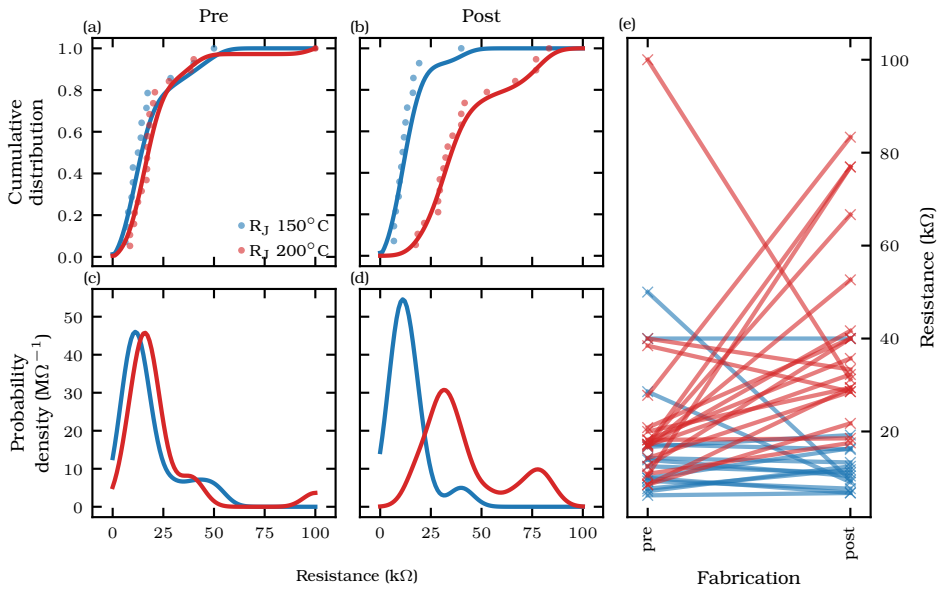 Pre
Post
(a)
(b)
(e)
1.0
0.8
0.6
0.4
0.2
0.0
Cumulative
distribution
R_J 150°C
R_J 200°C
(c)
(d)
50
40
30
20
10
0
Probability
density (MΩ⁻¹)
0
25
50
75
100
0
25
50
75
100
Resistance (kΩ)
100
80
60
40
20
Resistance (kΩ)
pre
post
Fabrication